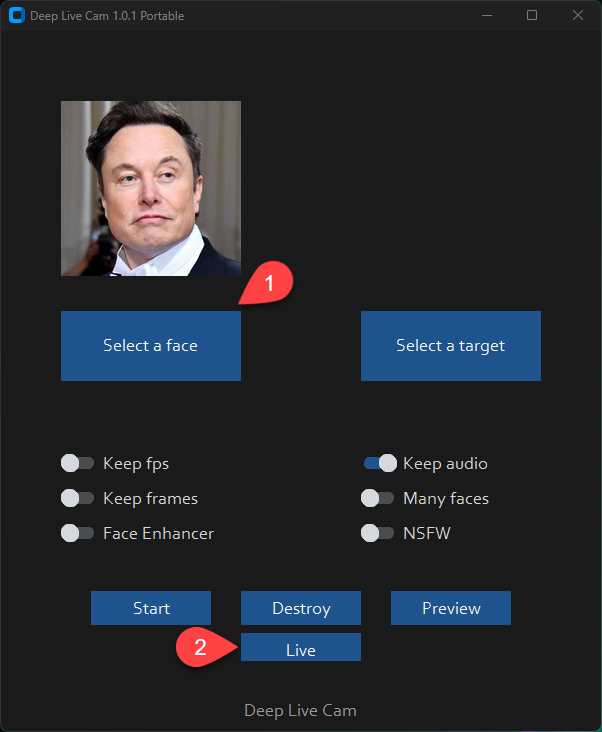 Deep Live Cam 1.0.1 Portable
1
Select a face
Select a target
Keep fps
Keep audio
Keep frames
Many faces
Face Enhancer
NSFW
Start
Destroy
Preview
2
Live
Deep Live Cam